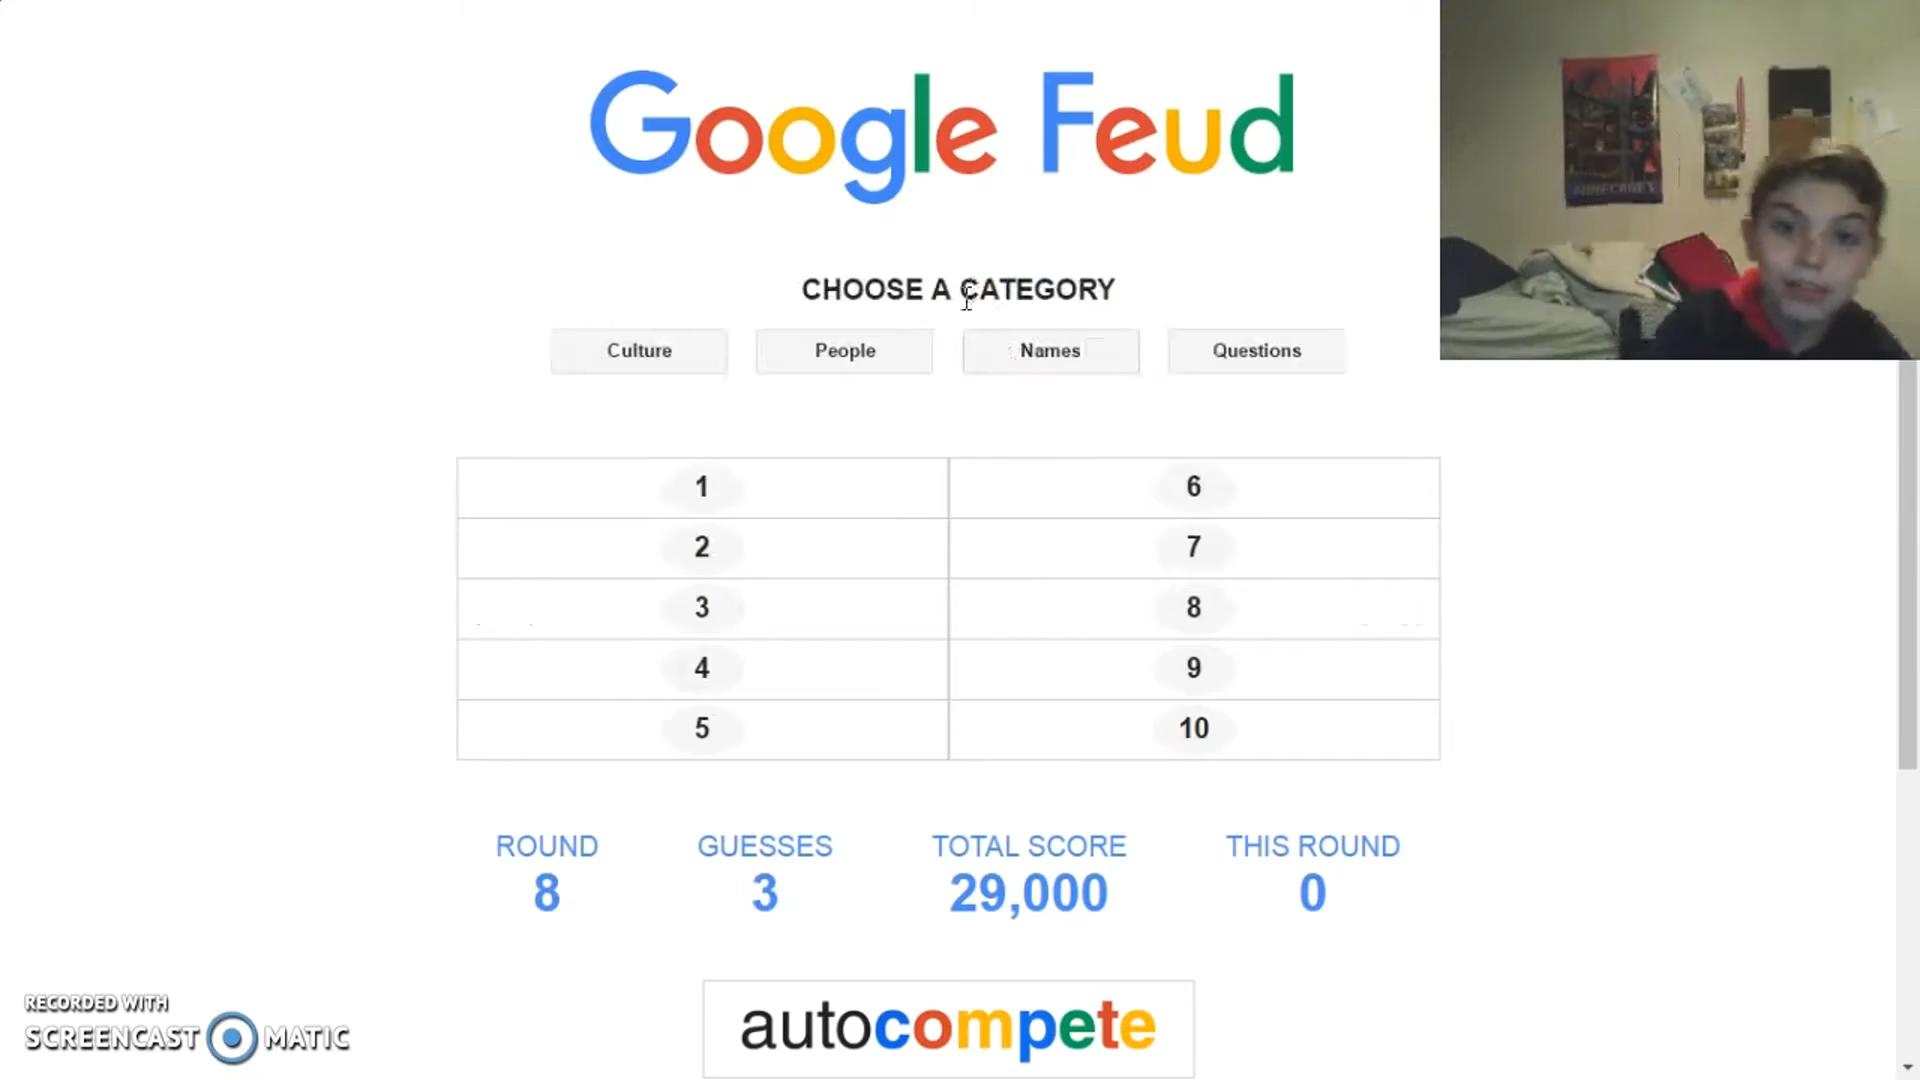 Google Feud
CHOOSE A CATEGORY
Culture People Names Questions
1 6
2 7
3 8
4 9
5 10
ROUND GUESSES TOTAL SCORE THIS ROUND
8 3 29,000 0
autocompete
RECORDED WITH
SCREENCAST MATIC
MINECRAFT